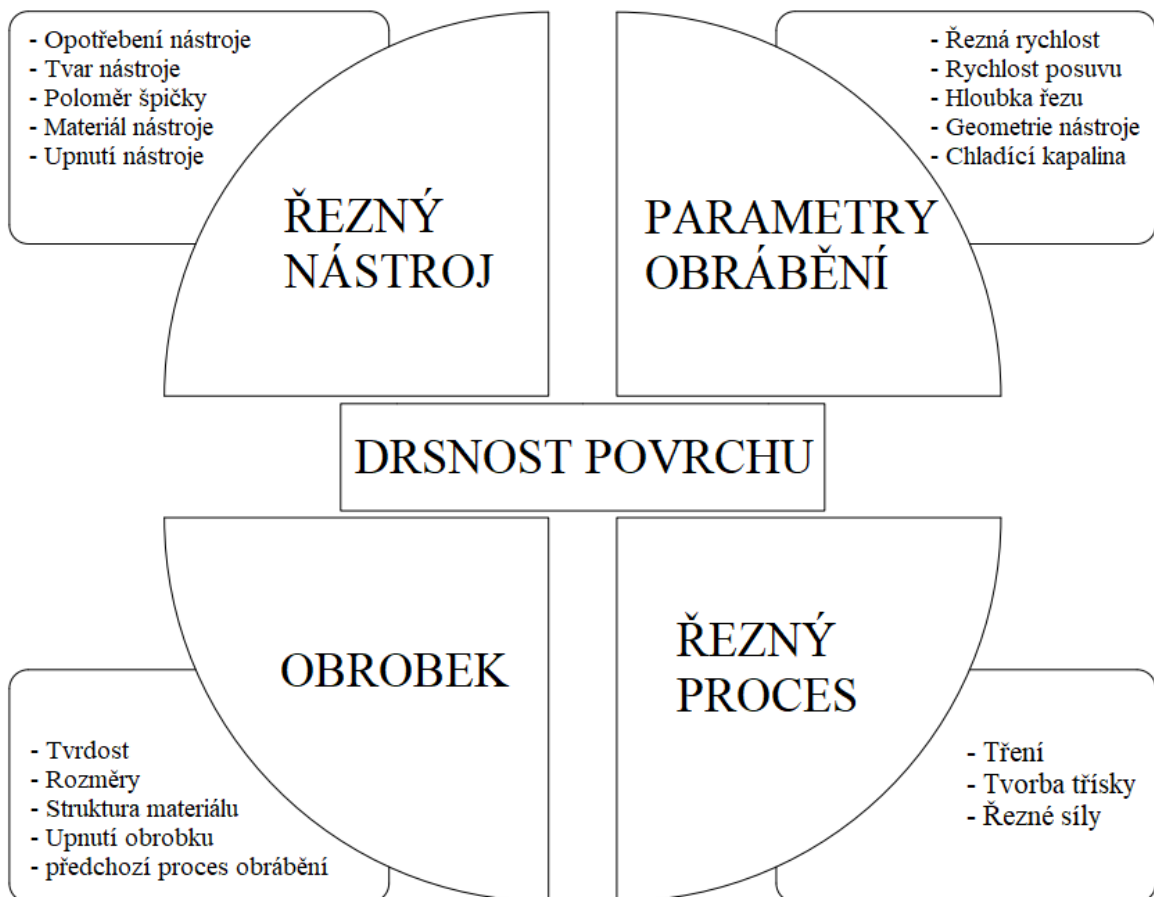 - Opotřebení nástroje
- Tvar nástroje
- Poloměr špičky
- Materiál nástroje
- Upnutí nástroje
ŘEZNÝ
NÁSTROJ
- Řezná rychlost
- Rychlost posuvu
- Hloubka řezu
- Geometrie nástroje
- Chladící kapalina
PARAMETRY
OBRÁBĚNÍ
DRSNOST POVRCHU
OBROBEK
- Tvrdost
- Rozměry
- Struktura materiálu
- Upnutí obrobku
- předchozí proces obrábění
ŘEZNÝ
PROCES
- Tření
- Tvorba třísky
- Řezné síly